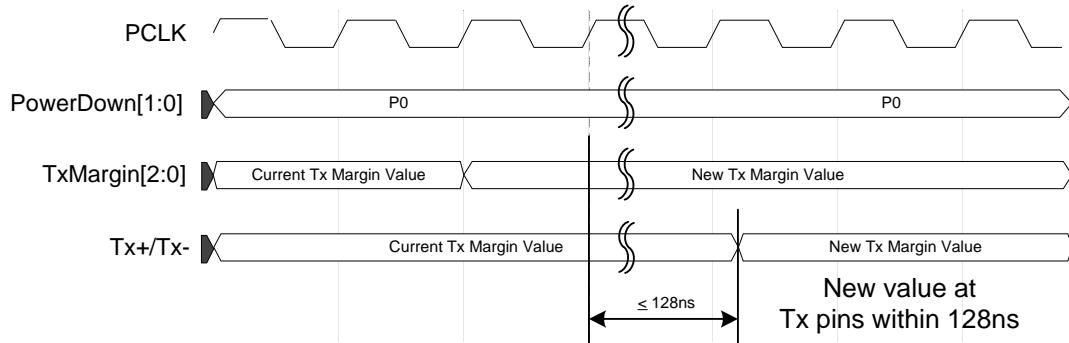 PCLK
PowerDown[1:0]
P0
P0
TxMargin[2:0]
Current Tx Margin Value
New Tx Margin Value
Tx+/Tx-
Current Tx Margin Value
New Tx Margin Value
≤ 128ns
New value at
Tx pins within 128ns